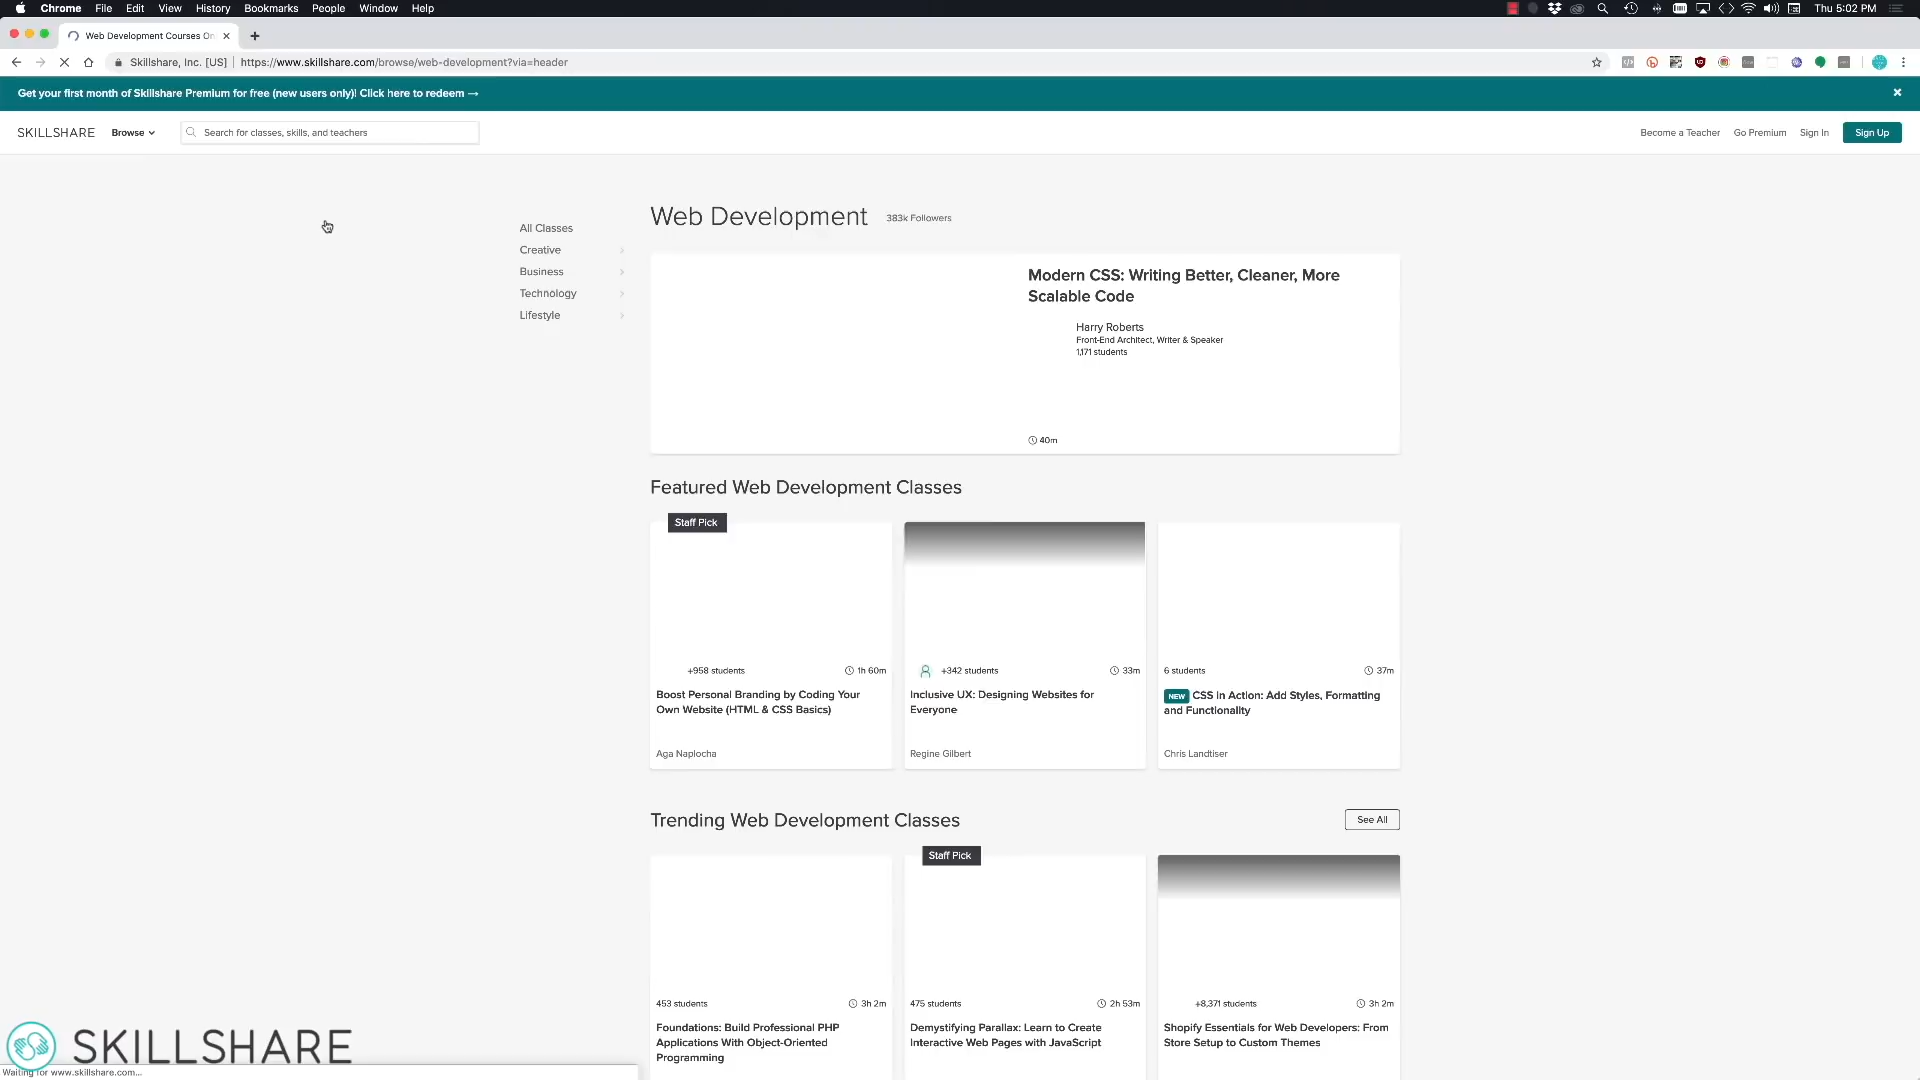 Chrome File Edit View History Bookmarks People Window Help Thu 5:02 PM
Web Development Courses On
Skillshare, Inc. [US] https://www.skillshare.com/browse/web-development?via=header
Get your first month of Skillshare Premium for free (new users only)! Click here to redeem →
SKILLSHARE Browse Search for classes, skills, and teachers Become a Teacher Go Premium Sign In Sign Up
Web Development 383k Followers
All Classes
Creative
Business
Technology
Lifestyle
Modern CSS: Writing Better, Cleaner, More
Scalable Code
Harry Roberts
Front-End Architect, Writer & Speaker
1,171 students
40m
Featured Web Development Classes
Staff Pick
+958 students 1h 60m
Boost Personal Branding by Coding Your
Own Website (HTML & CSS Basics)
Aga Naplocha
+342 students 33m
Inclusive UX: Designing Websites for
Everyone
Regine Gilbert
6 students 37m
NEW CSS in Action: Add Styles, Formatting
and Functionality
Chris Landtiser
Trending Web Development Classes See All
453 students 3h 2m
Foundations: Build Professional PHP
Applications With Object-Oriented
Programming
Staff Pick
475 students 2h 53m
Demystifying Parallax: Learn to Create
Interactive Web Pages with JavaScript
+8,371 students 3h 2m
Shopify Essentials for Web Developers: From
Store Setup to Custom Themes
SKILLSHARE
Waiting for www.skillshare.com...